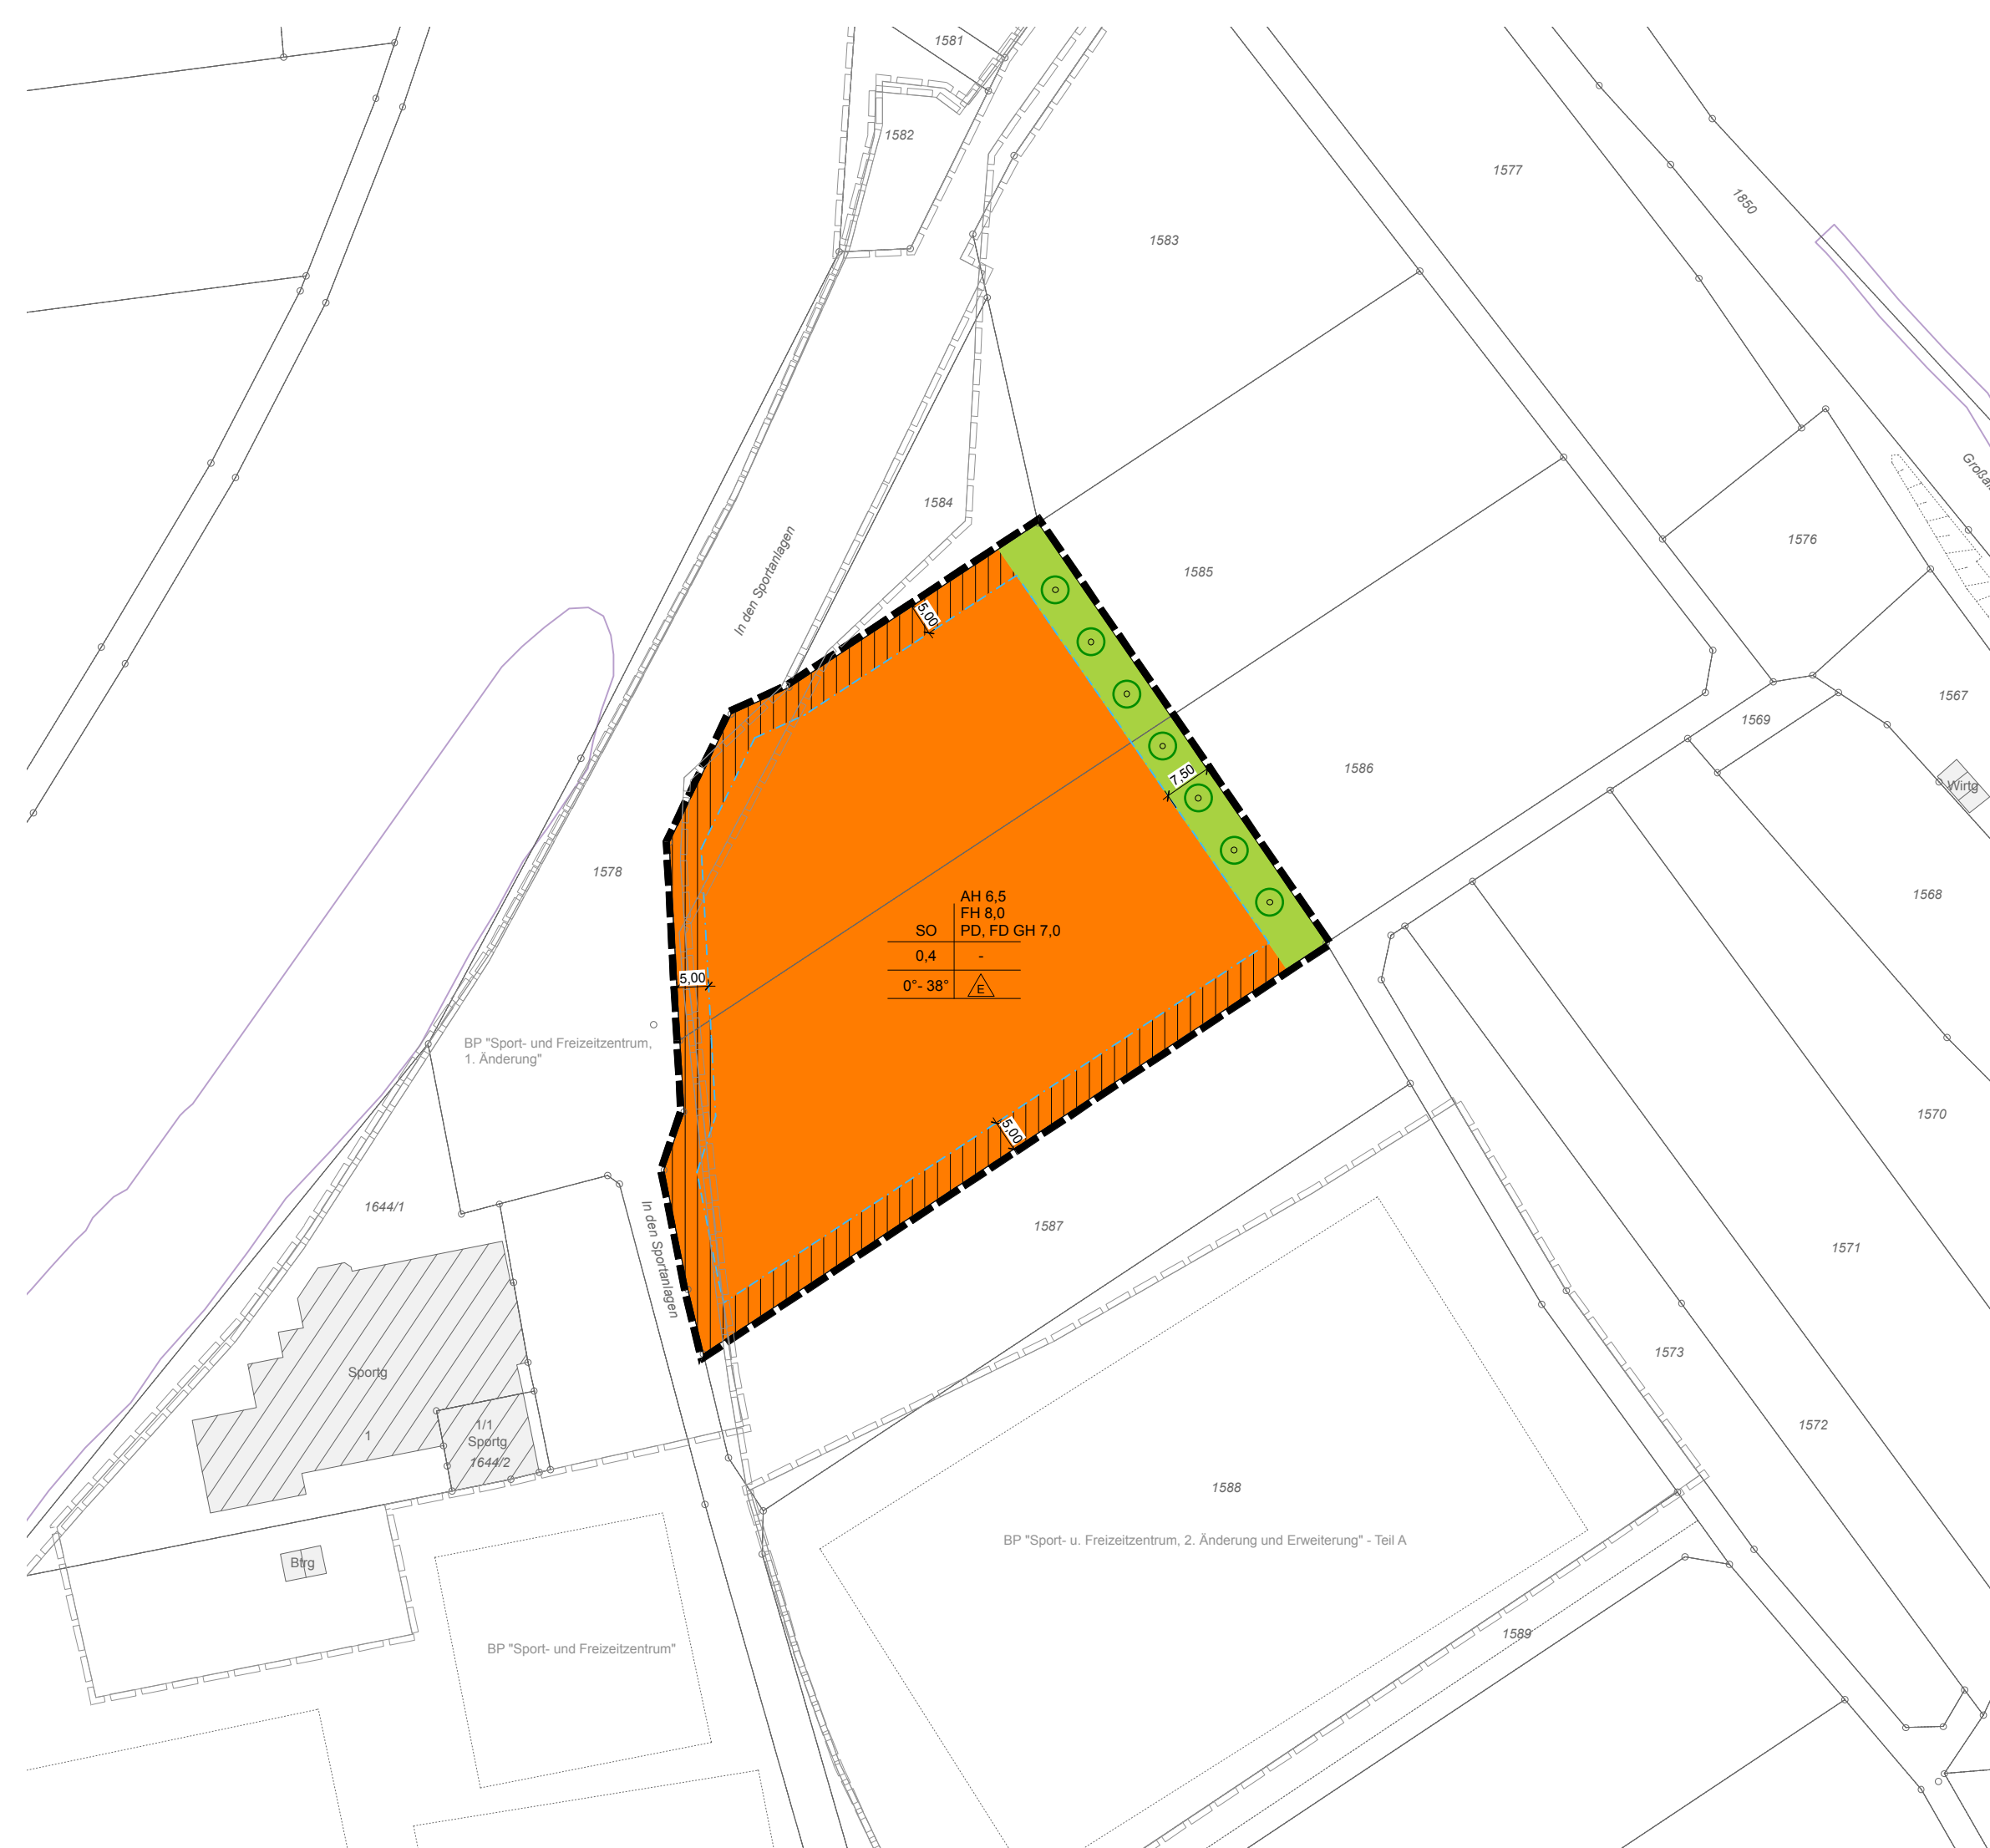 1581
1582
1577
1850
1583
Großa
1584
1576
In den Sportanlagen
1585
5,00
1567
1569
1586
7,50
Wirtg
1578
1568
AH 6,5
FH 8,0
SO
PD, FD GH 7,0
0,4
-
0°- 38°
E
5,00
BP "Sport- und Freizeitzentrum,
1. Änderung"
1570
5,00
1644/1
In den Sportanlagen
1587
1571
Sportg
1573
1
1/1
Sportg
1644/2
1572
1588
BP "Sport- u. Freizeitzentrum, 2. Änderung und Erweiterung" - Teil A
Btrg
BP "Sport- und Freizeitzentrum"
1589